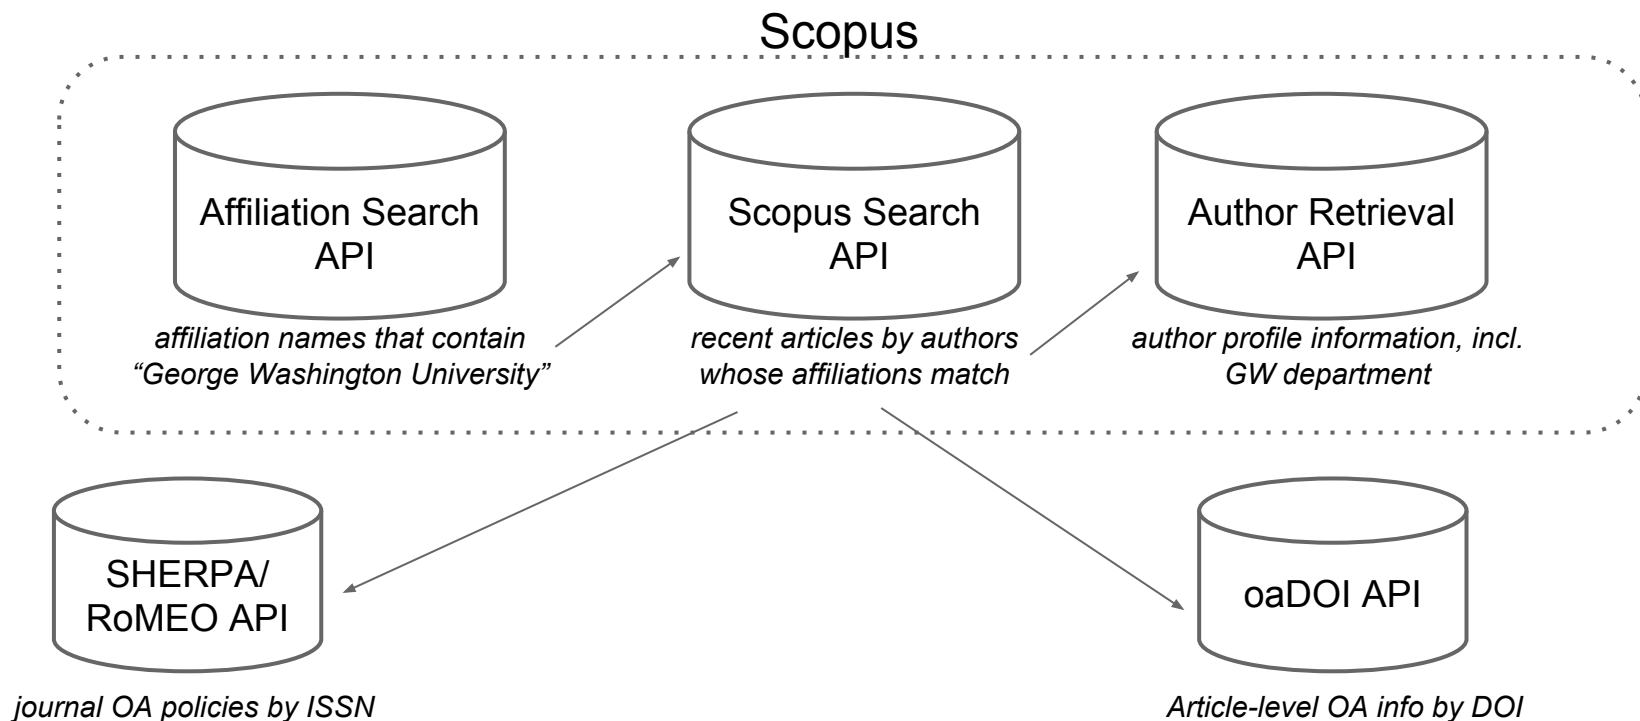 Scopus
Affiliation Search
API
affiliation names that contain
“George Washington University”
Scopus Search
API
recent articles by authors
whose affiliations match
Author Retrieval
API
author profile information, incl.
GW department
SHERPA/
RoMEO API
journal OA policies by ISSN
oaDOI API
Article-level OA info by DOI